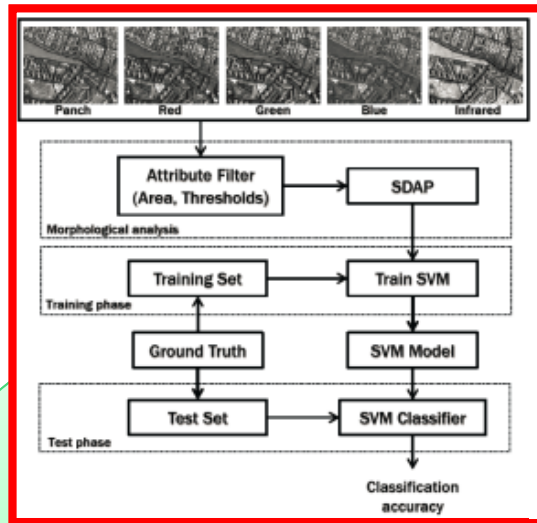 Panch Red Green Blue Infrared
Attribute Filter
(Area, Thresholds)
SDAP
Morphological analysis
Training Set
Train SVM
Training phase
Ground Truth
SVM Model
Test Set
SVM Classifier
Test phase
Classification
accuracy